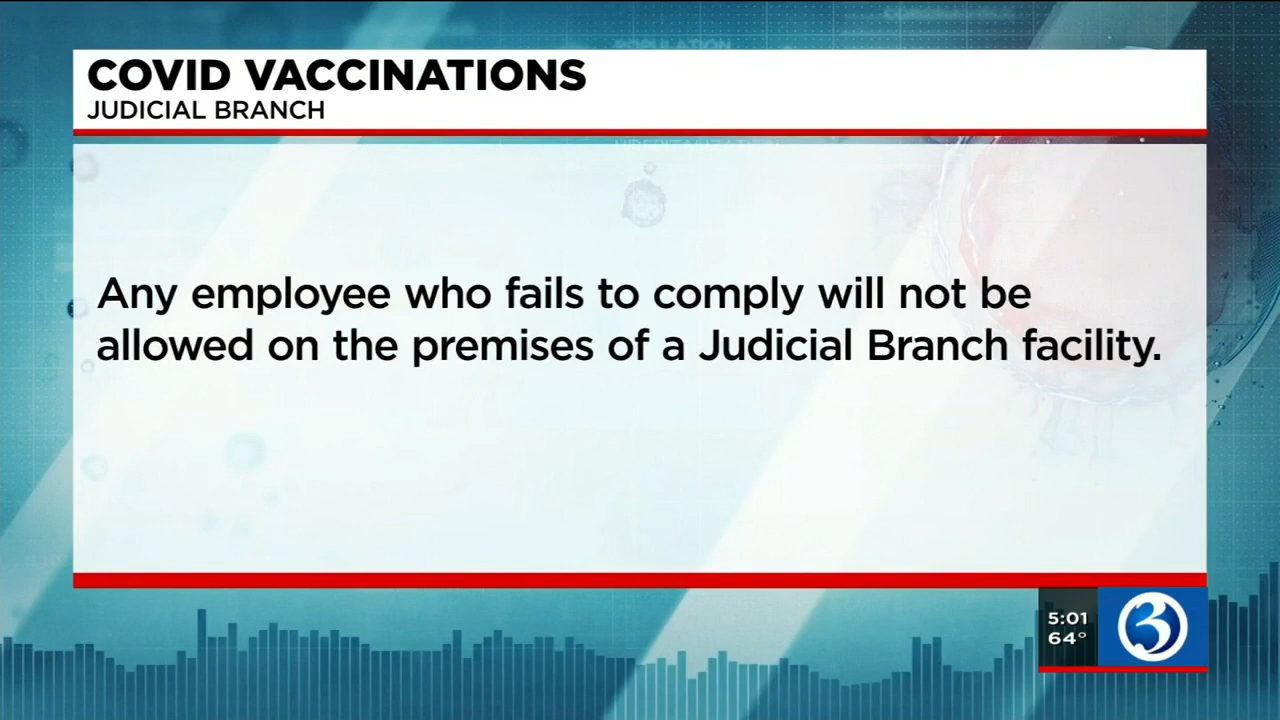 COVID VACCINATIONS
JUDICIAL BRANCH
Any employee who fails to comply will not be
allowed on the premises of a Judicial Branch facility.
5:01
64°
3